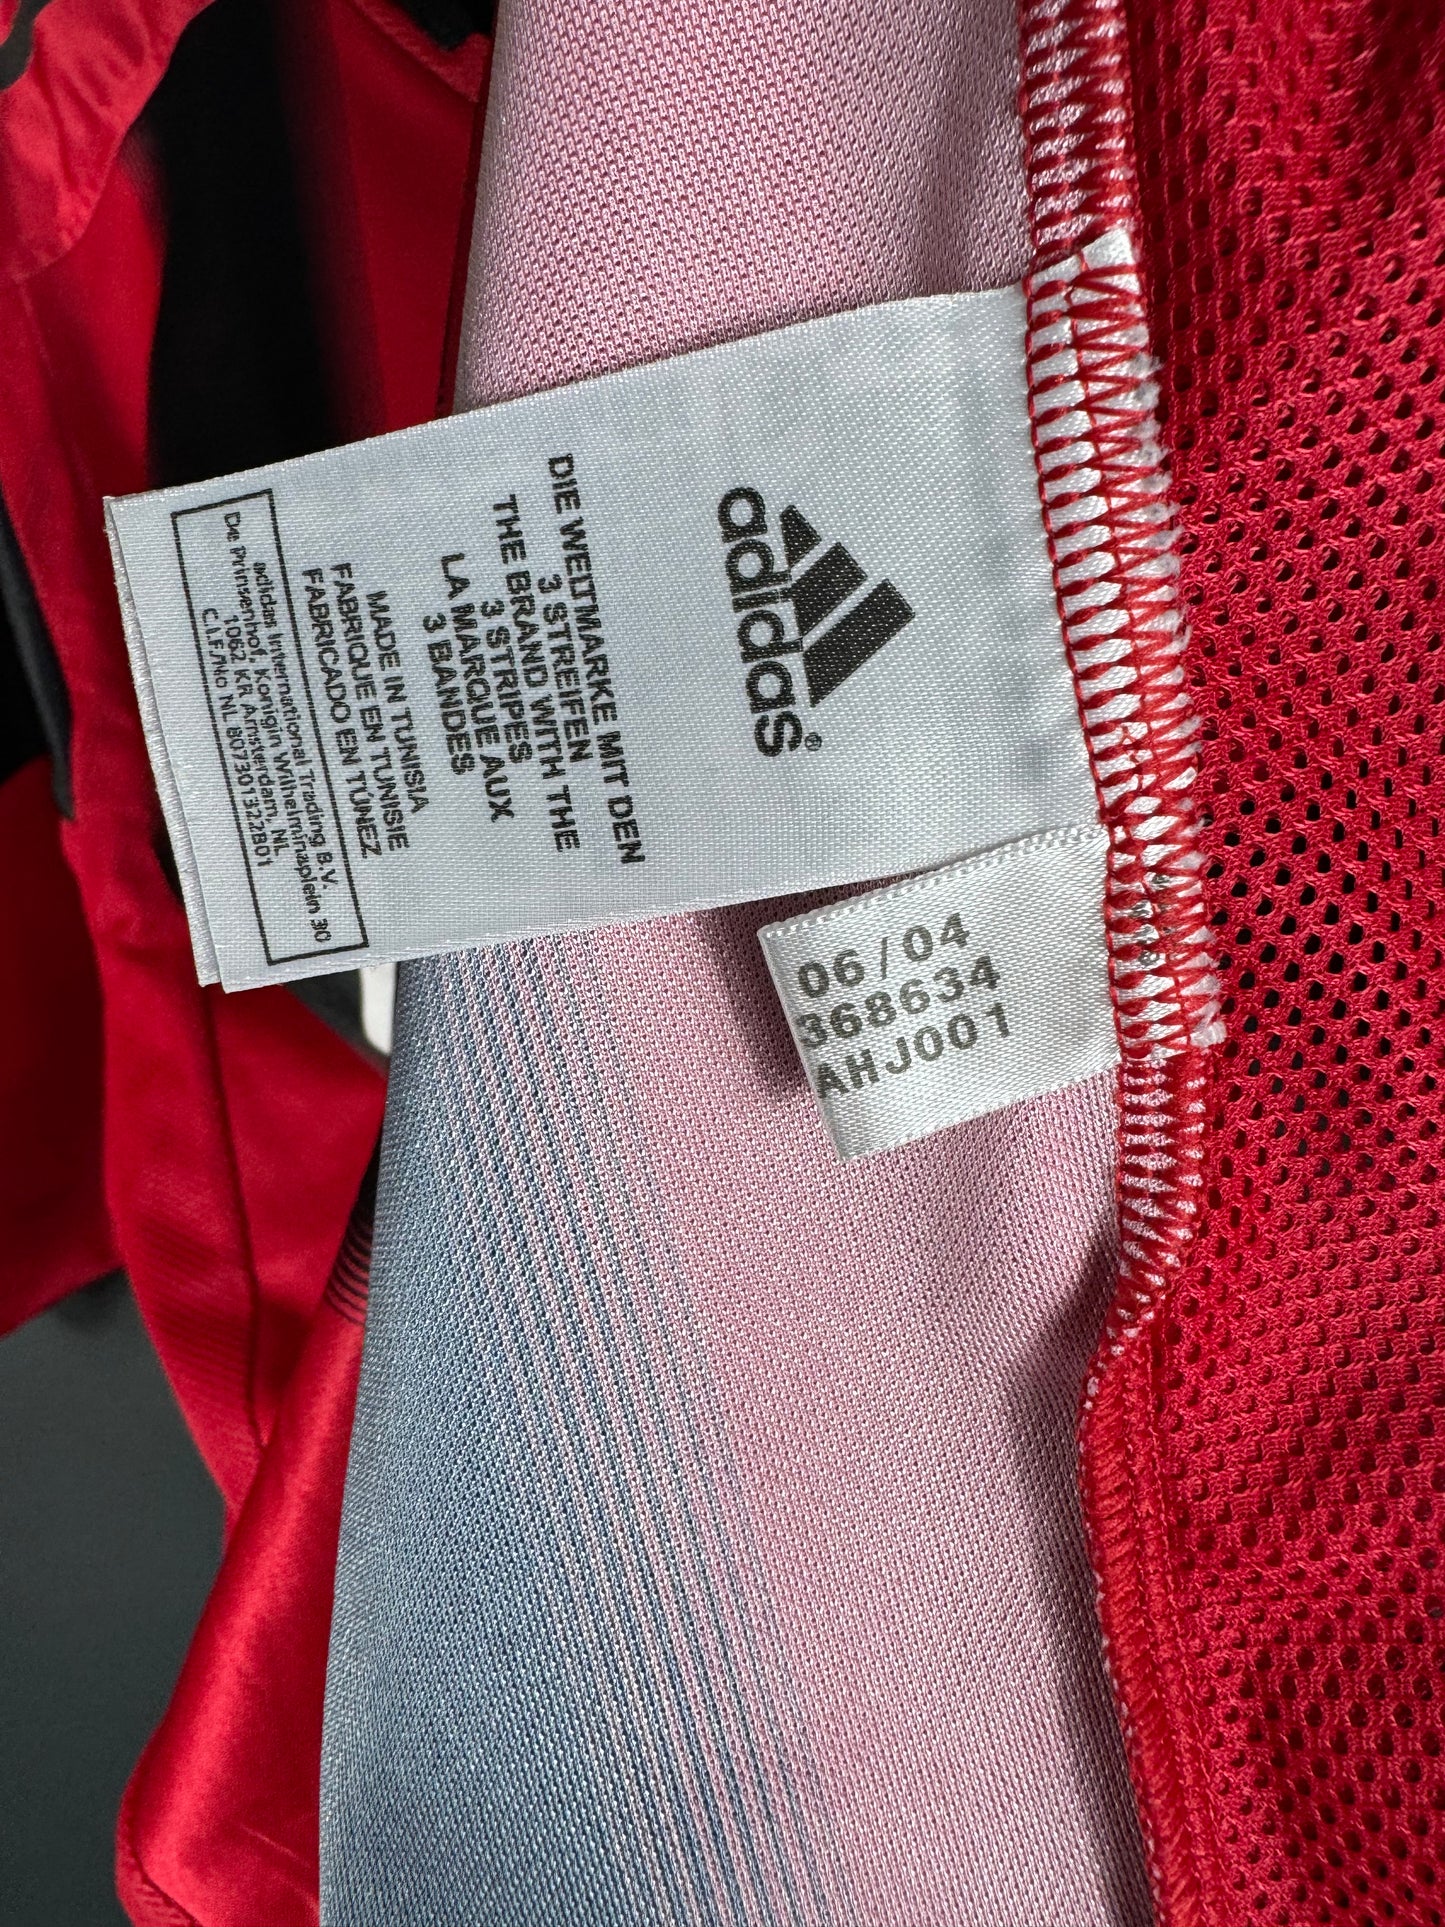 adidas®
DIE WELTMARKE MIT DEN
3 STREIFEN
THE BRAND WITH THE
3 STRIPES
LA MARQUE AUX
3 BANDES
MADE IN TUNISIA
FABRIQUE EN TUNISIE
FABRICADO EN TÚNEZ
adidas International Trading B.V.
De Prinsenhof, Koningin Wilhelminaplein 30
1062 KR Amsterdam, NL
C.I.F./No NL807301322B01
06/04
368634
AHJ001